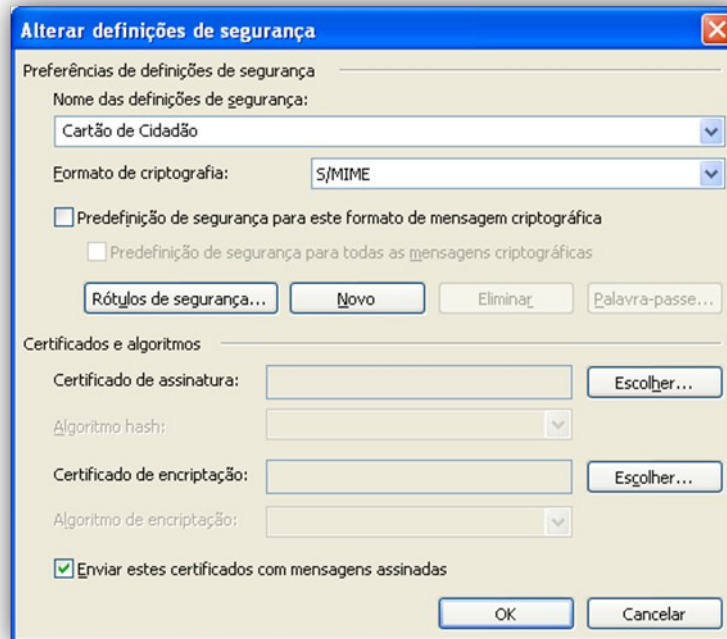 Alterar definições de segurança
Preferências de definições de segurança
Nome das definições de segurança:
Cartão de Cidadão
Formato de criptografia: S/MIME
Predefinição de segurança para este formato de mensagem criptográfica
Predefinição de segurança para todas as mensagens criptográficas
Rótulos de segurança... Novo Eliminar Palavra-passe...
Certificados e algoritmos
Certificado de assinatura: Escolher...
Algoritmo hash:
Certificado de encriptação: Escolher...
Algoritmo de encriptação:
Enviar estes certificados com mensagens assinadas
OK Cancelar